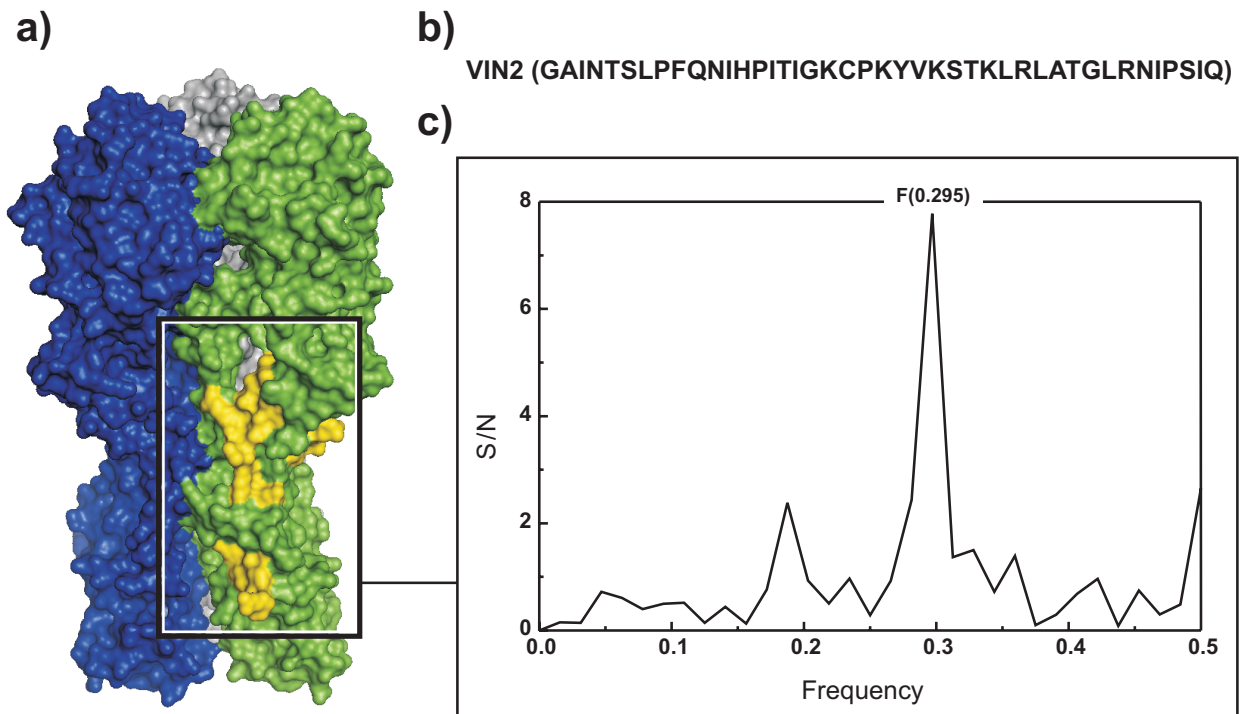 a)
b)
VIN2 (GAINTSLPFQNIHPITIGKCPKYVKSTKLRLATGLRNIPSIQ)
c)
F(0.295)
8
6
4
2
0
S/N
0.0 0.1 0.2 0.3 0.4 0.5
Frequency